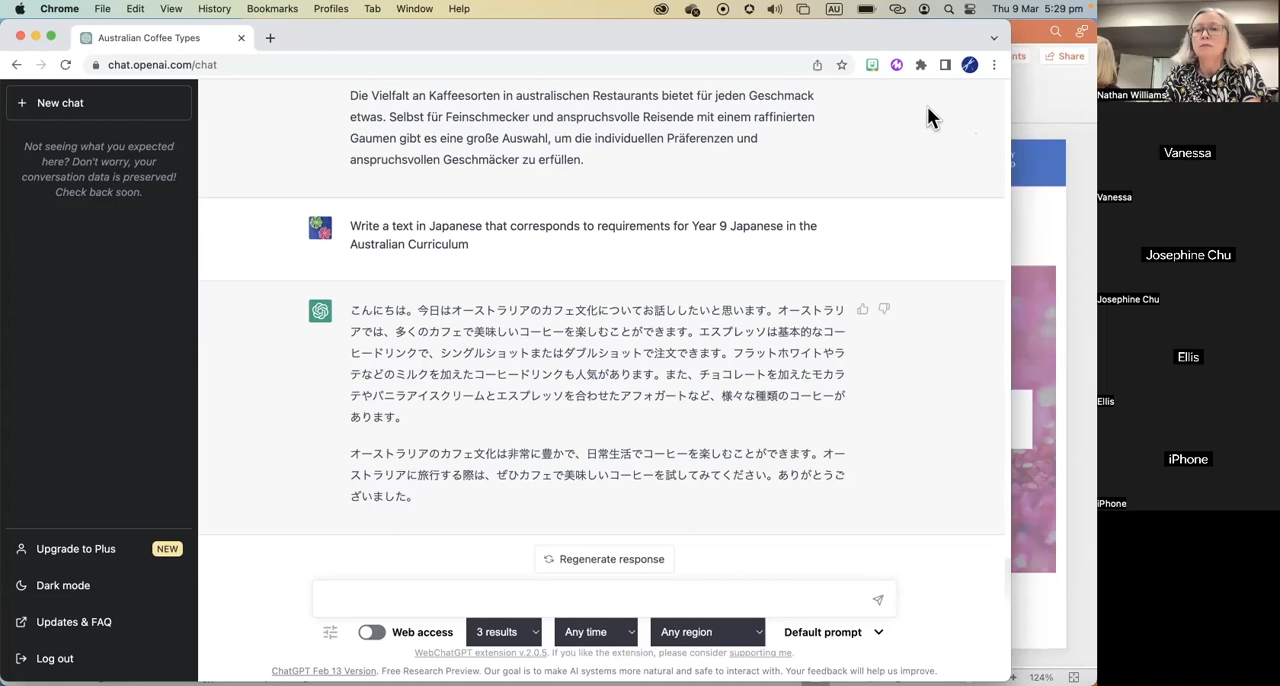 Chrome File Edit View History Bookmarks Profiles Tab Window Help AU Thu 9 Mar 5:29 pm
Australian Coffee Types
chat.openai.com/chat
Share
New chat
Not seeing what you expected
here? Don't worry, your
conversation data is preserved!
Check back soon.
Die Vielfalt an Kaffeesorten in australischen Restaurants bietet für jeden Geschmack
etwas. Selbst für Feinschmecker und anspruchsvolle Reisende mit einem raffinierten
Gaumen gibt es eine große Auswahl, um die individuellen Präferenzen und
anspruchsvollen Geschmäcker zu erfüllen.
Write a text in Japanese that corresponds to requirements for Year 9 Japanese in the
Australian Curriculum
こんにちは。今日はオーストラリアのカフェ文化についてお話ししたいと思います。オーストラリ
アでは、多くのカフェで美味しいコーヒーを楽しむことができます。エスプレッソは基本的なコー
ヒードリンクで、シングルショットまたはダブルショットで注文できます。フラットホワイトやラ
テなどのミルクを加えたコーヒードリンクも人気があります。また、チョコレートを加えたモカラ
テやバニラアイスクリームとエスプレッソを合わせたアフォガートなど、様々な種類のコーヒーが
あります。
オーストラリアのカフェ文化は非常に豊かで、日常生活でコーヒーを楽しむことができます。オー
ストラリアに旅行する際は、ぜひカフェで美味しいコーヒーを試してみてください。ありがとうご
ざいました。
Regenerate response
Web access 3 results Any time Any region Default prompt
WebChatGPT extension v.2.0.5. If you like the extension, please consider supporting me.
ChatGPT Feb 13 Version. Free Research Preview. Our goal is to make AI systems more natural and safe to interact with. Your feedback will help us improve.
Upgrade to Plus NEW
Dark mode
Updates & FAQ
Log out
124%
Nathan Williams
Vanessa
Vanessa
Josephine Chu
Josephine Chu
Ellis
Ellis
iPhone
iPhone